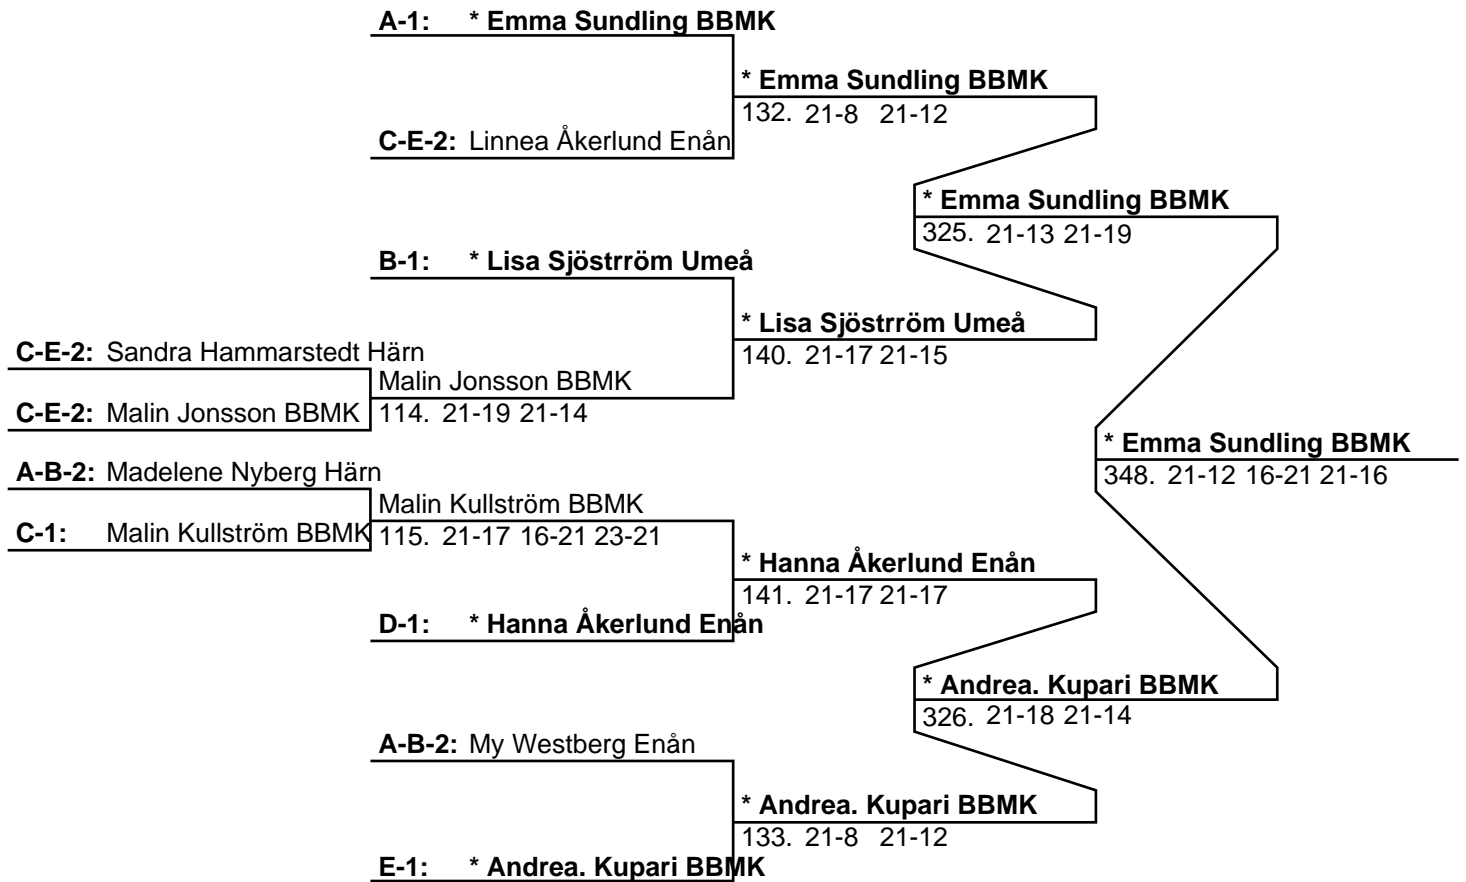 A-1: * Emma Sundling BBMK
* Emma Sundling BBMK
132. 21-8 21-12
C-E-2: Linnea Åkerlund Enån
* Emma Sundling BBMK
325. 21-13 21-19
B-1: * Lisa Sjöstrröm Umeå
* Lisa Sjöstrröm Umeå
140. 21-17 21-15
C-E-2: Sandra Hammarstedt Härn
Malin Jonsson BBMK
114. 21-19 21-14
C-E-2: Malin Jonsson BBMK
* Emma Sundling BBMK
348. 21-12 16-21 21-16
A-B-2: Madelene Nyberg Härn
Malin Kullström BBMK
115. 21-17 16-21 23-21
C-1: Malin Kullström BBMK
* Hanna Åkerlund Enån
141. 21-17 21-17
D-1: * Hanna Åkerlund Enån
* Andrea. Kupari BBMK
326. 21-18 21-14
A-B-2: My Westberg Enån
* Andrea. Kupari BBMK
133. 21-8 21-12
E-1: * Andrea. Kupari BBMK